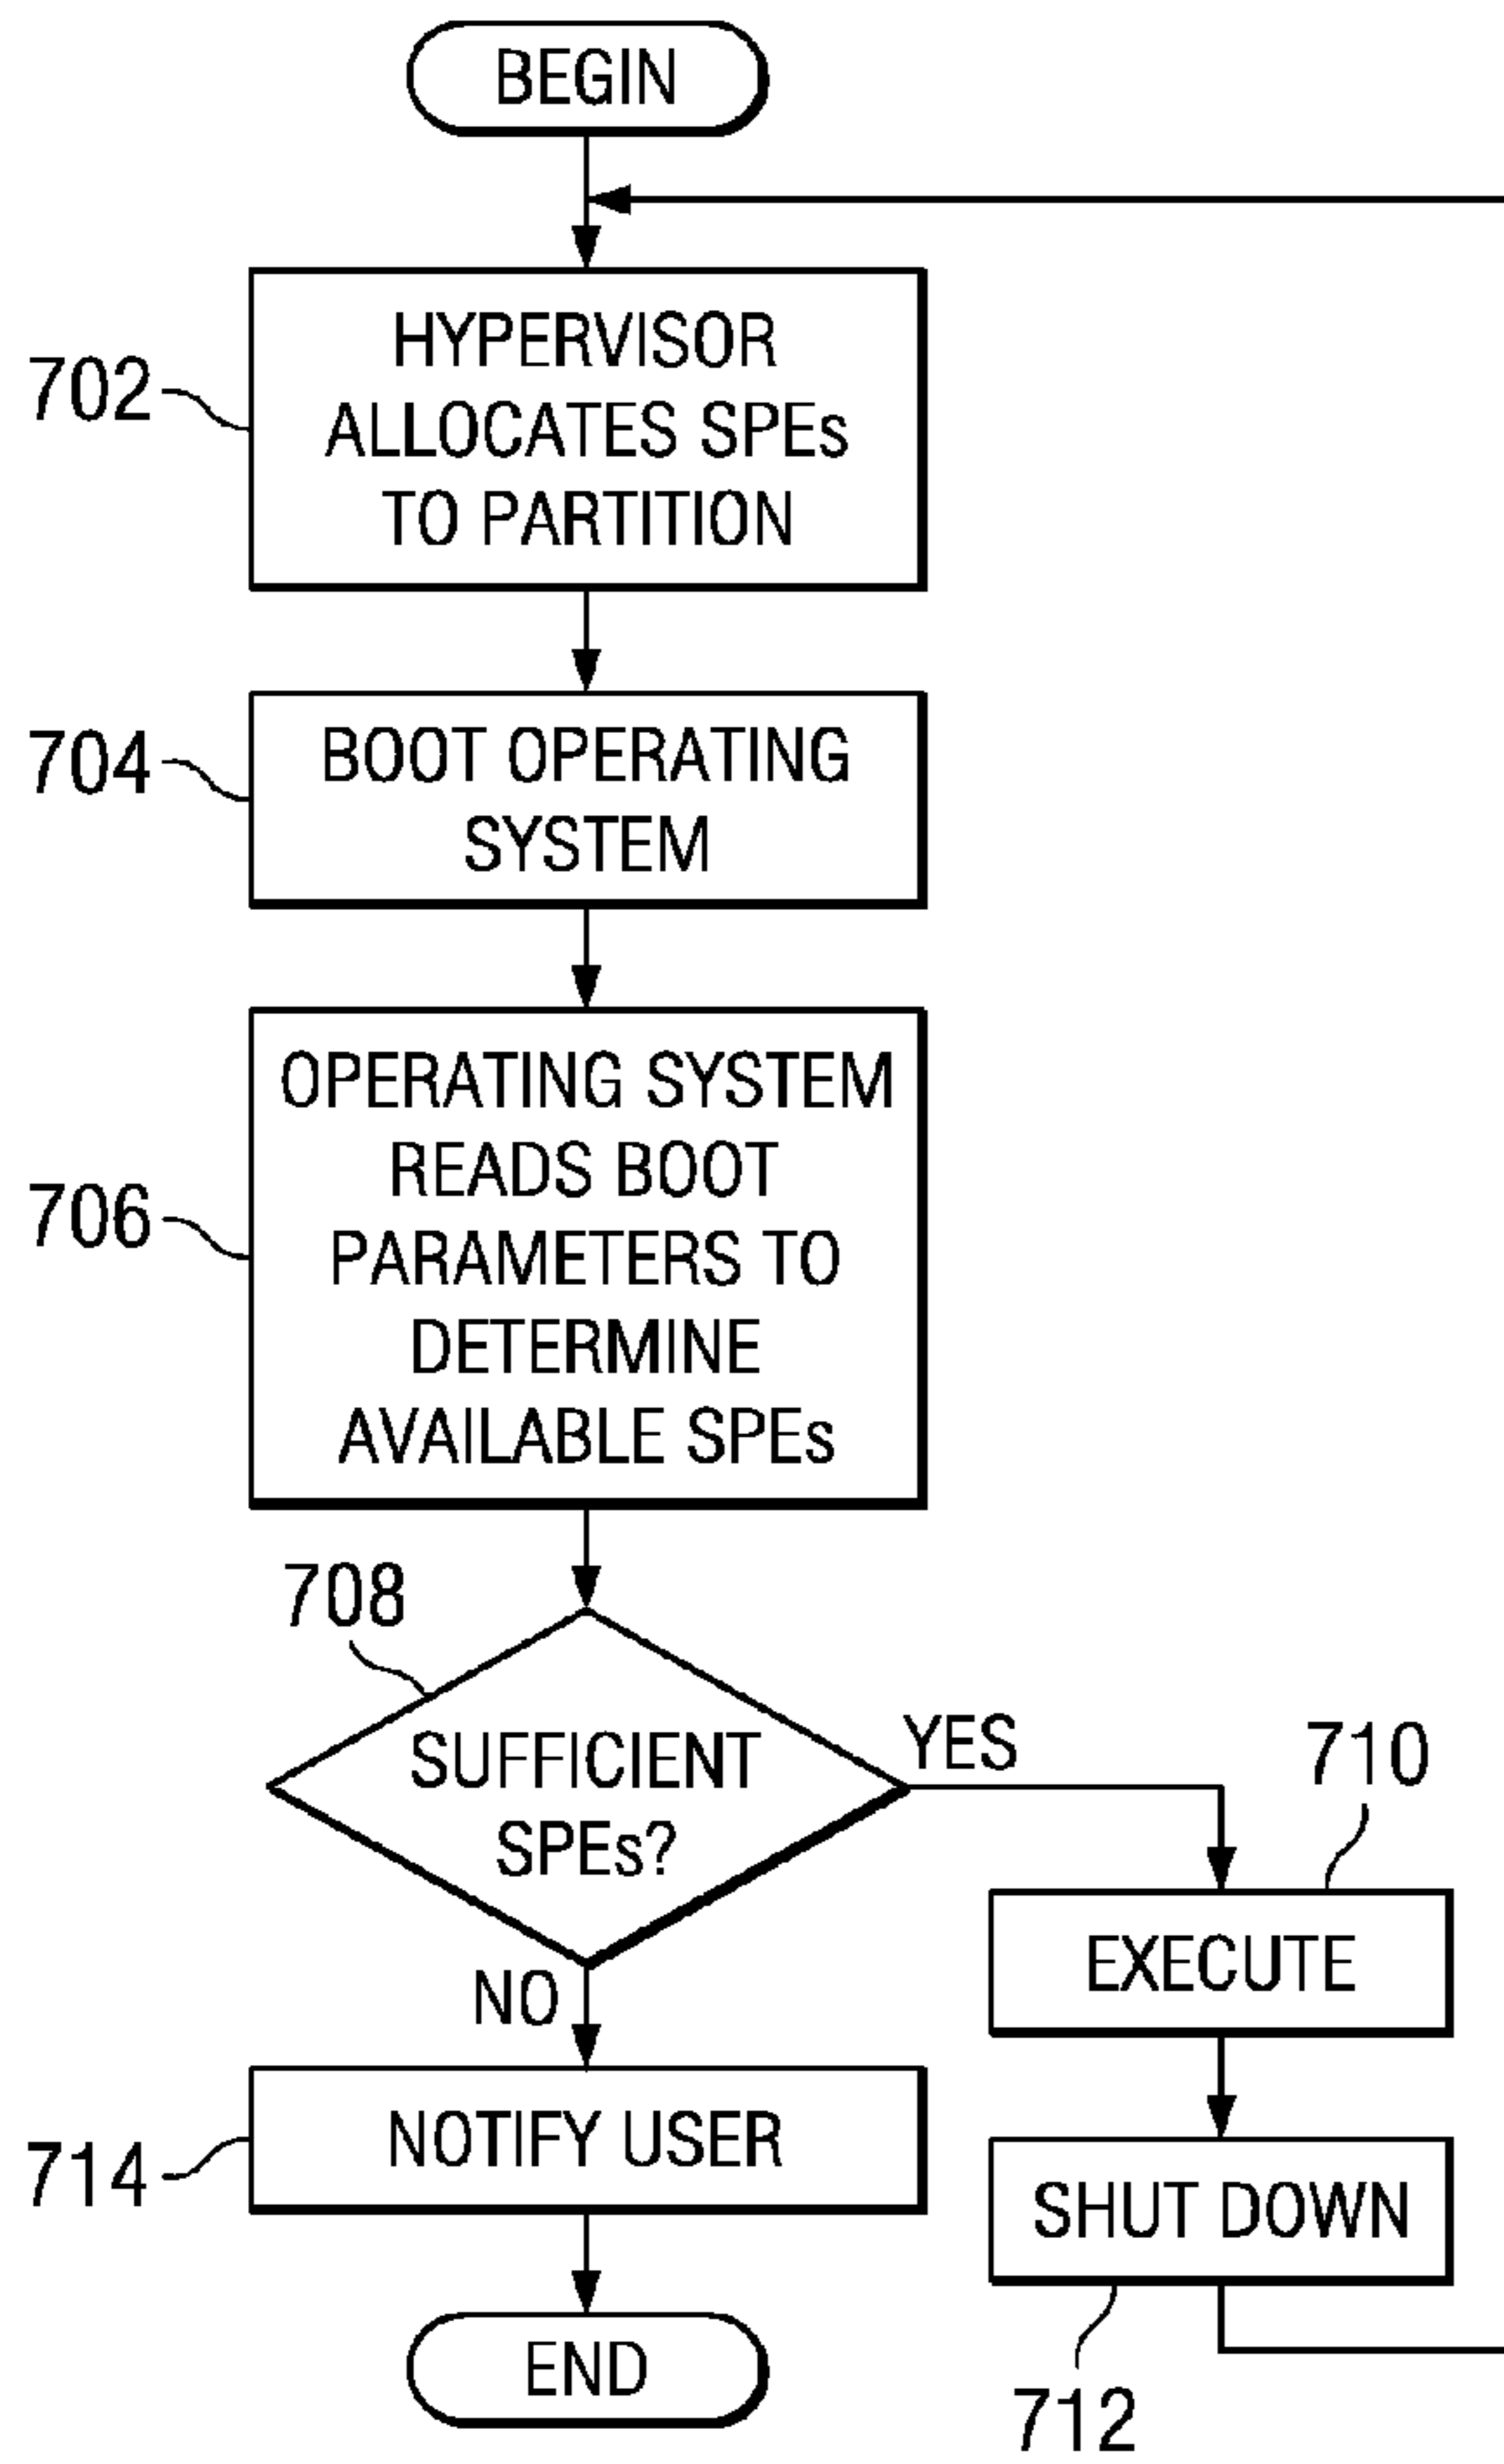 BEGIN
702
HYPERVISOR
ALLOCATES SPEs
TO PARTITION
704
BOOT OPERATING
SYSTEM
706
OPERATING SYSTEM
READS BOOT
PARAMETERS TO
DETERMINE
AVAILABLE SPEs
708
SUFFICIENT
SPEs?
YES
710
EXECUTE
NO
714
NOTIFY USER
SHUT DOWN
712
END